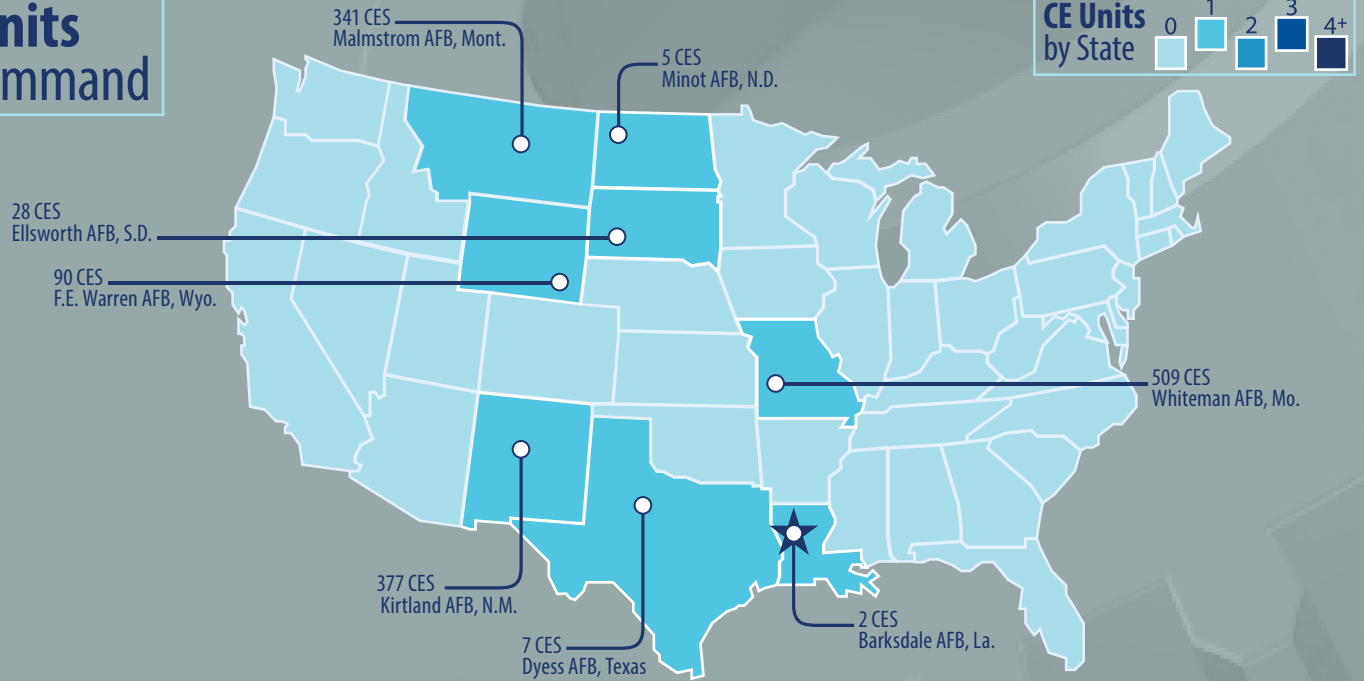 nits
mmand
CE Units
by State
0
1
2
3
4+
341 CES
Malmstrom AFB, Mont.
5 CES
Minot AFB, N.D.
28 CES
Ellsworth AFB, S.D.
90 CES
F.E. Warren AFB, Wyo.
509 CES
Whiteman AFB, Mo.
377 CES
Kirtland AFB, N.M.
7 CES
Dyess AFB, Texas
2 CES
Barksdale AFB, La.